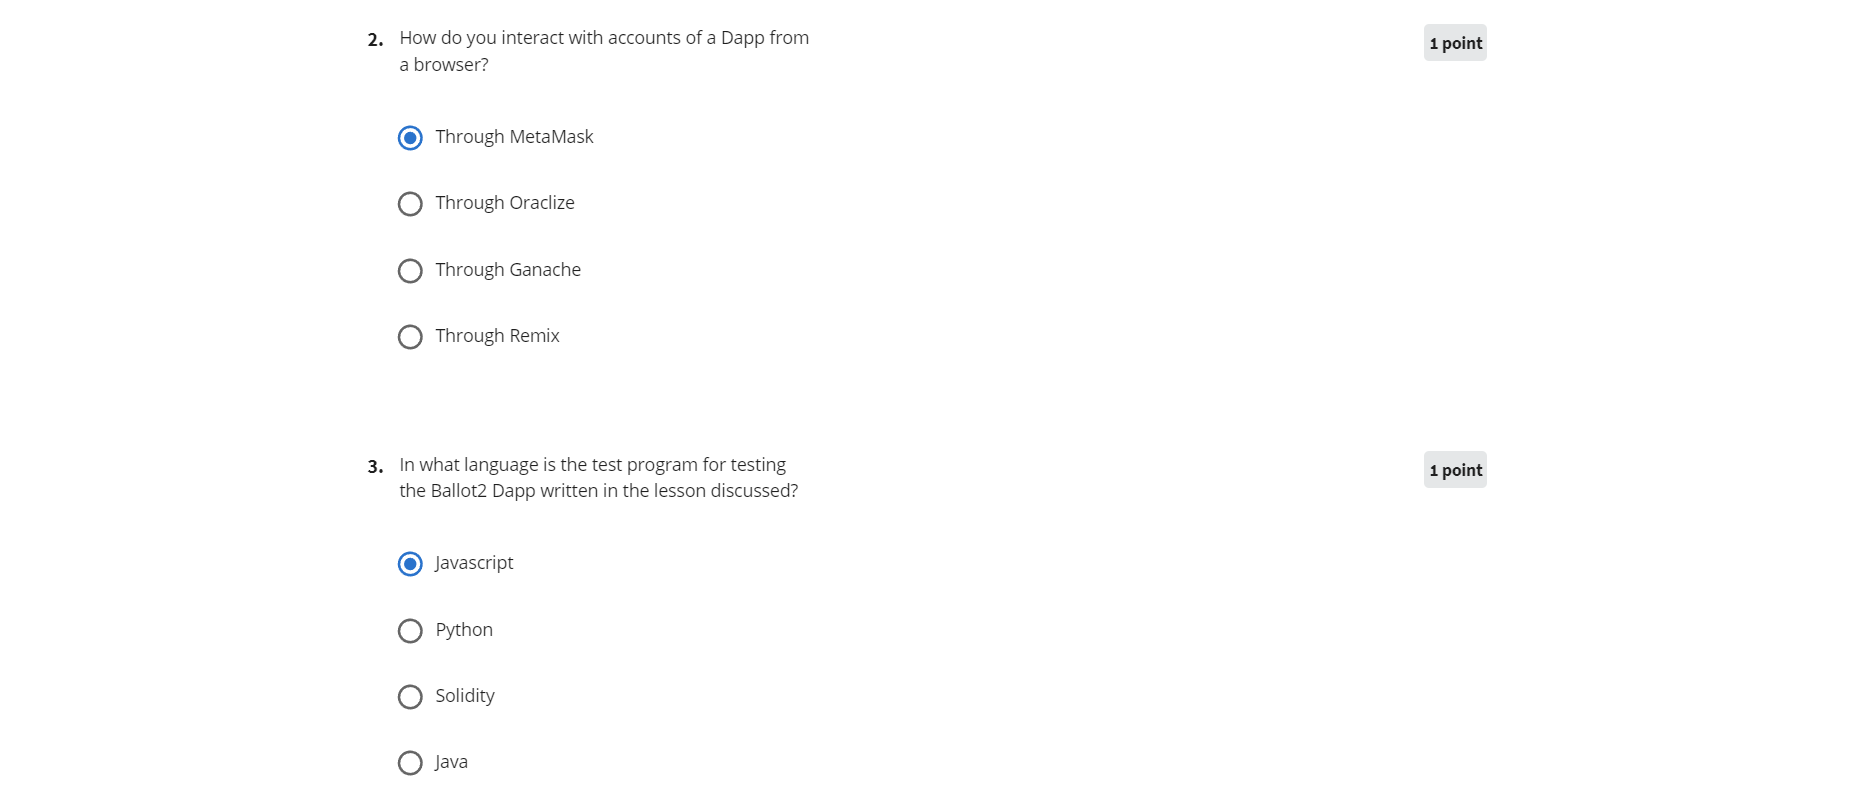 2. How do you interact with accounts of a Dapp from
a browser?
1 point
Through MetaMask
Through Oraclize
Through Ganache
Through Remix
3. In what language is the test program for testing
the Ballot2 Dapp written in the lesson discussed?
1 point
Javascript
Python
Solidity
Java